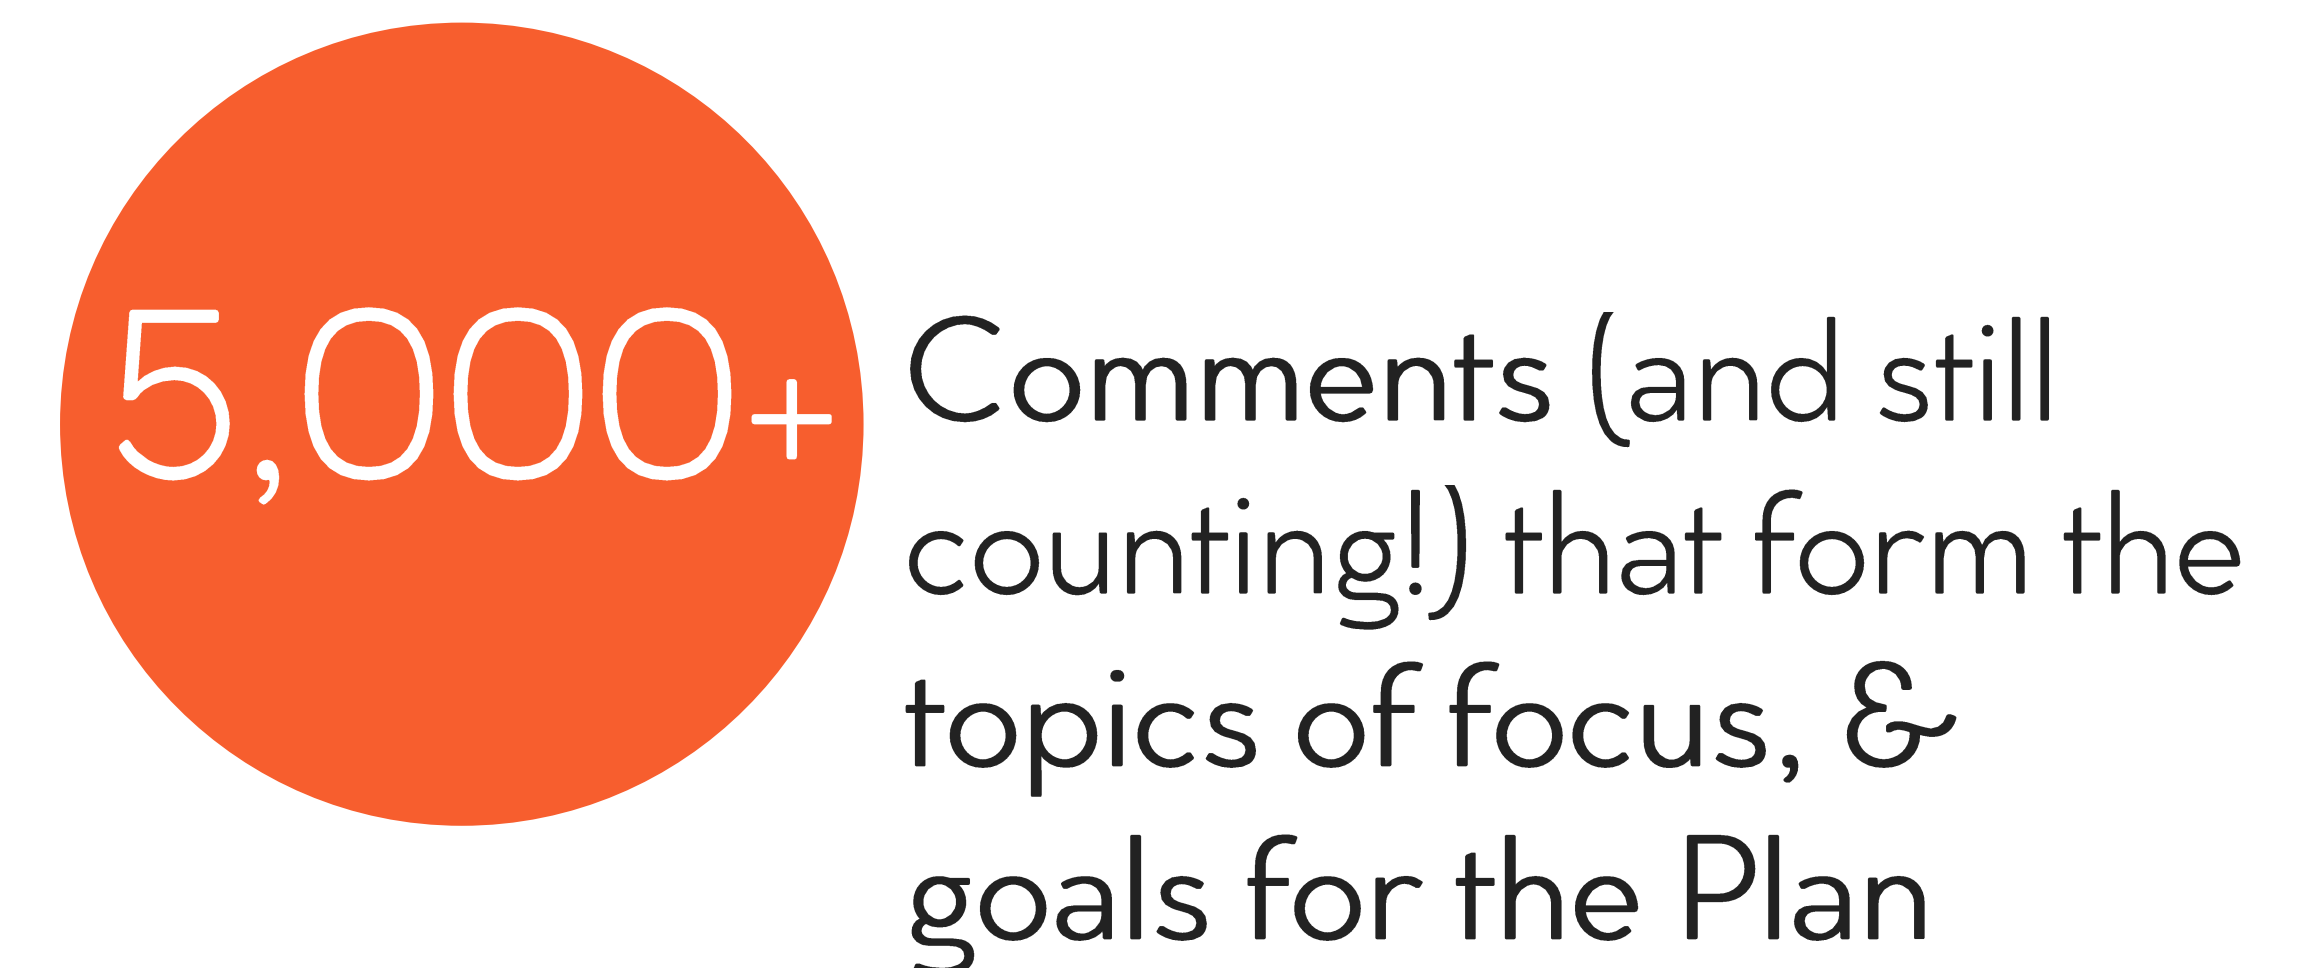 5,000+
Comments (and still
counting!) that form the
topics of focus, &
goals for the Plan